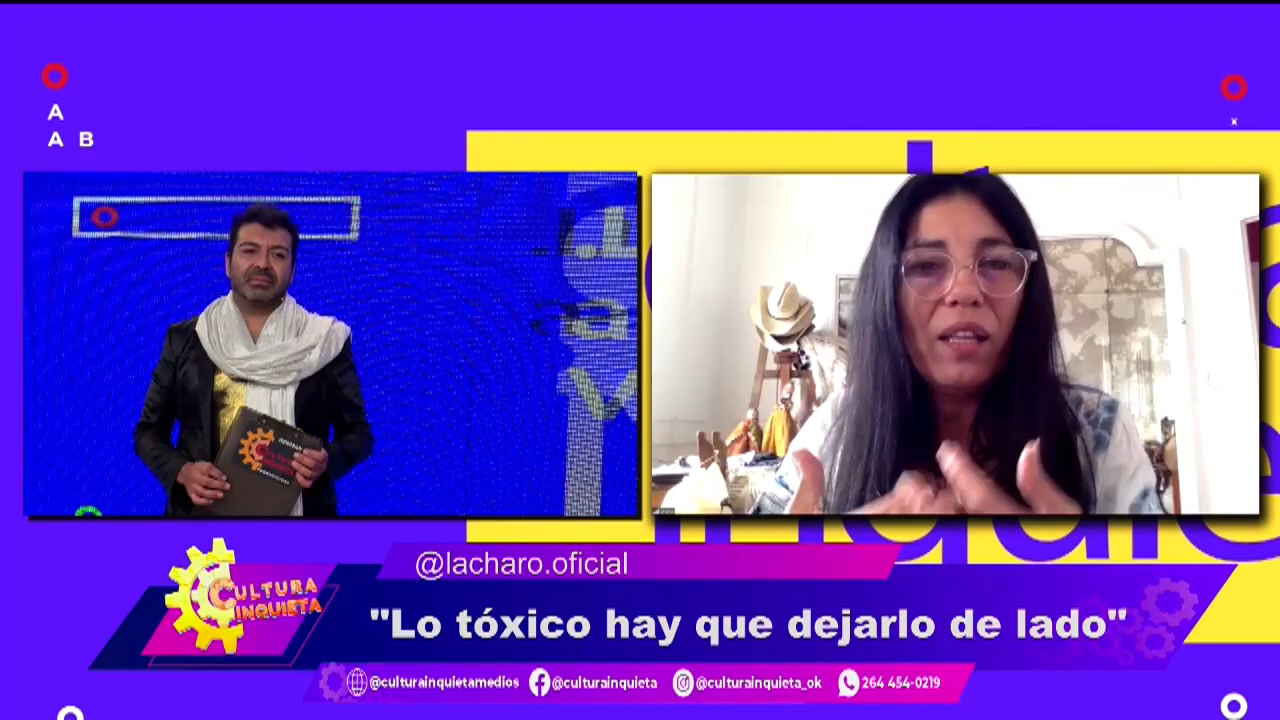 A
A B
@lacharo.oficial
CULTURA
INQUIETA
"Lo tóxico hay que dejarlo de lado"
@culturainquietamedios @culturainquieta @culturainquieta_ok 264 454-0219